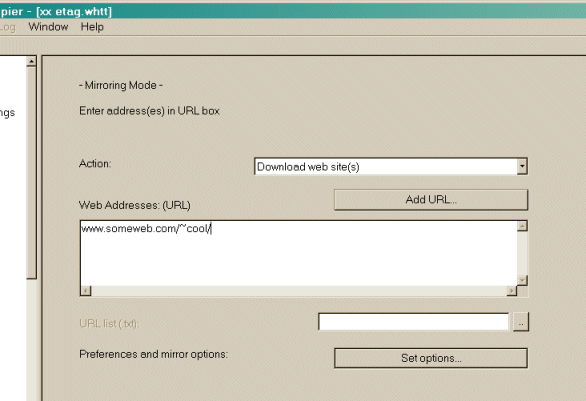 pier - [xx etag.whtt]
Log Window Help
ngs
- Mirroring Mode -
Enter address(es) in URL box
Action:
Download web site(s)
Web Addresses: (URL)
Add URL...
www.someweb.com/~cool/
URL list (.txt):
..
Preferences and mirror options:
Set options...